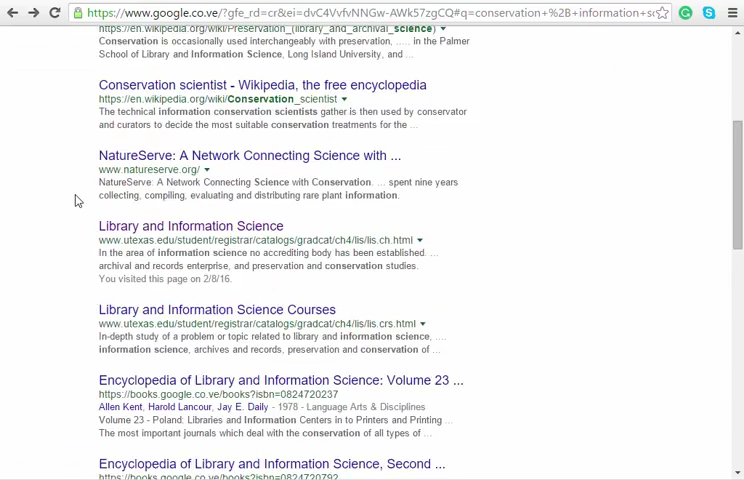 https://www.google.co.ve/?gfe_rd=cr&ei=dvC4VvfvNNGw-AWk57zgCQ#q=conservation+%2B+information+sc
https://en.wikipedia.org/wiki/Preservation_(library_and_archival_science)
Conservation is occasionally used interchangeably with preservation, ..... in the Palmer
School of Library and Information Science, Long Island University, and ...
Conservation scientist - Wikipedia, the free encyclopedia
https://en.wikipedia.org/wiki/Conservation_scientist
The technical information conservation scientists gather is then used by conservator
and curators to decide the most suitable conservation treatments for the ...
NatureServe: A Network Connecting Science with ...
www.natureserve.org/
NatureServe: A Network Connecting Science with Conservation. ... spent nine years
collecting, compiling, evaluating and distributing rare plant information.
Library and Information Science
www.utexas.edu/student/registrar/catalogs/gradcat/ch4/lis/lis.ch.html
In the area of information science no accrediting body has been established. ...
archival and records enterprise, and preservation and conservation studies.
You visited this page on 2/8/16.
Library and Information Science Courses
www.utexas.edu/student/registrar/catalogs/gradcat/ch4/lis/lis.crs.html
In-depth study of a problem or topic related to library and information science, ....
information science, archives and records, preservation and conservation of ...
Encyclopedia of Library and Information Science: Volume 23 ...
https://books.google.co.ve/books?isbn=0824720237
Allen Kent, Harold Lancour, Jay E. Daily - 1978 - Language Arts & Disciplines
Volume 23 - Poland: Libraries and Information Centers in to Printers and Printing ...
The most important journals which deal with the conservation of all types of ...
Encyclopedia of Library and Information Science, Second ...
https://books.google.co.ve/books?isbn=0824720792